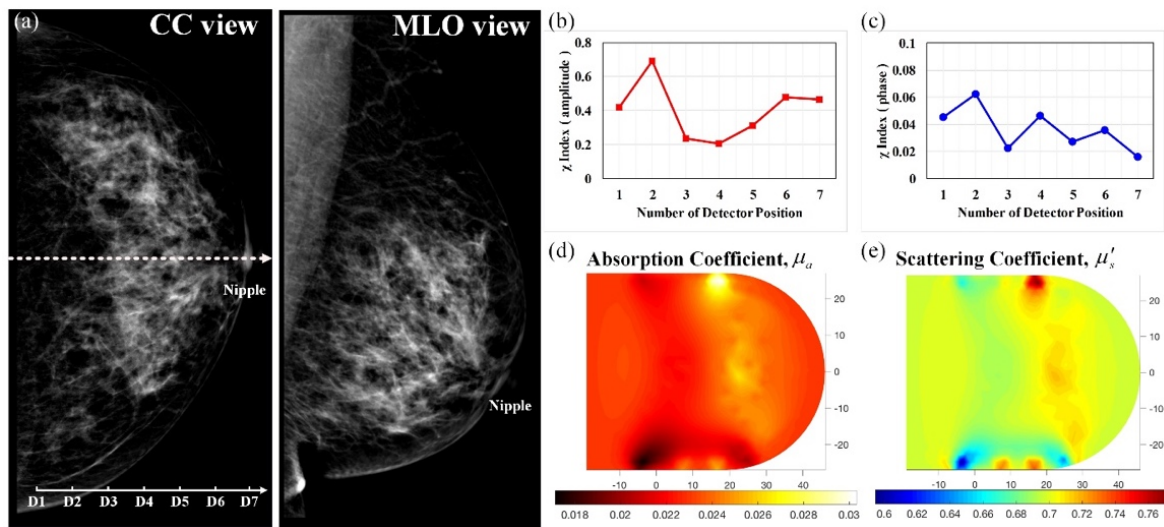 (a)
CC view
MLO view
Nipple
Nipple
D1 D2 D3 D4 D5 D6 D7
(b)
χ Index ( amplitude )
0.8
0.6
0.4
0.2
0
1 2 3 4 5 6 7
Number of Detector Position
(c)
χ Index ( phase )
0.1
0.08
0.06
0.04
0.02
0
1 2 3 4 5 6 7
Number of Detector Position
(d)
Absorption Coefficient, μₐ
20
10
0
-10
-20
-10 0 10 20 30 40
0.018 0.02 0.022 0.024 0.026 0.028 0.03
(e)
Scattering Coefficient, μ′ₛ
20
10
0
-10
-20
-10 0 10 20 30 40
0.6 0.62 0.64 0.66 0.68 0.7 0.72 0.74 0.76